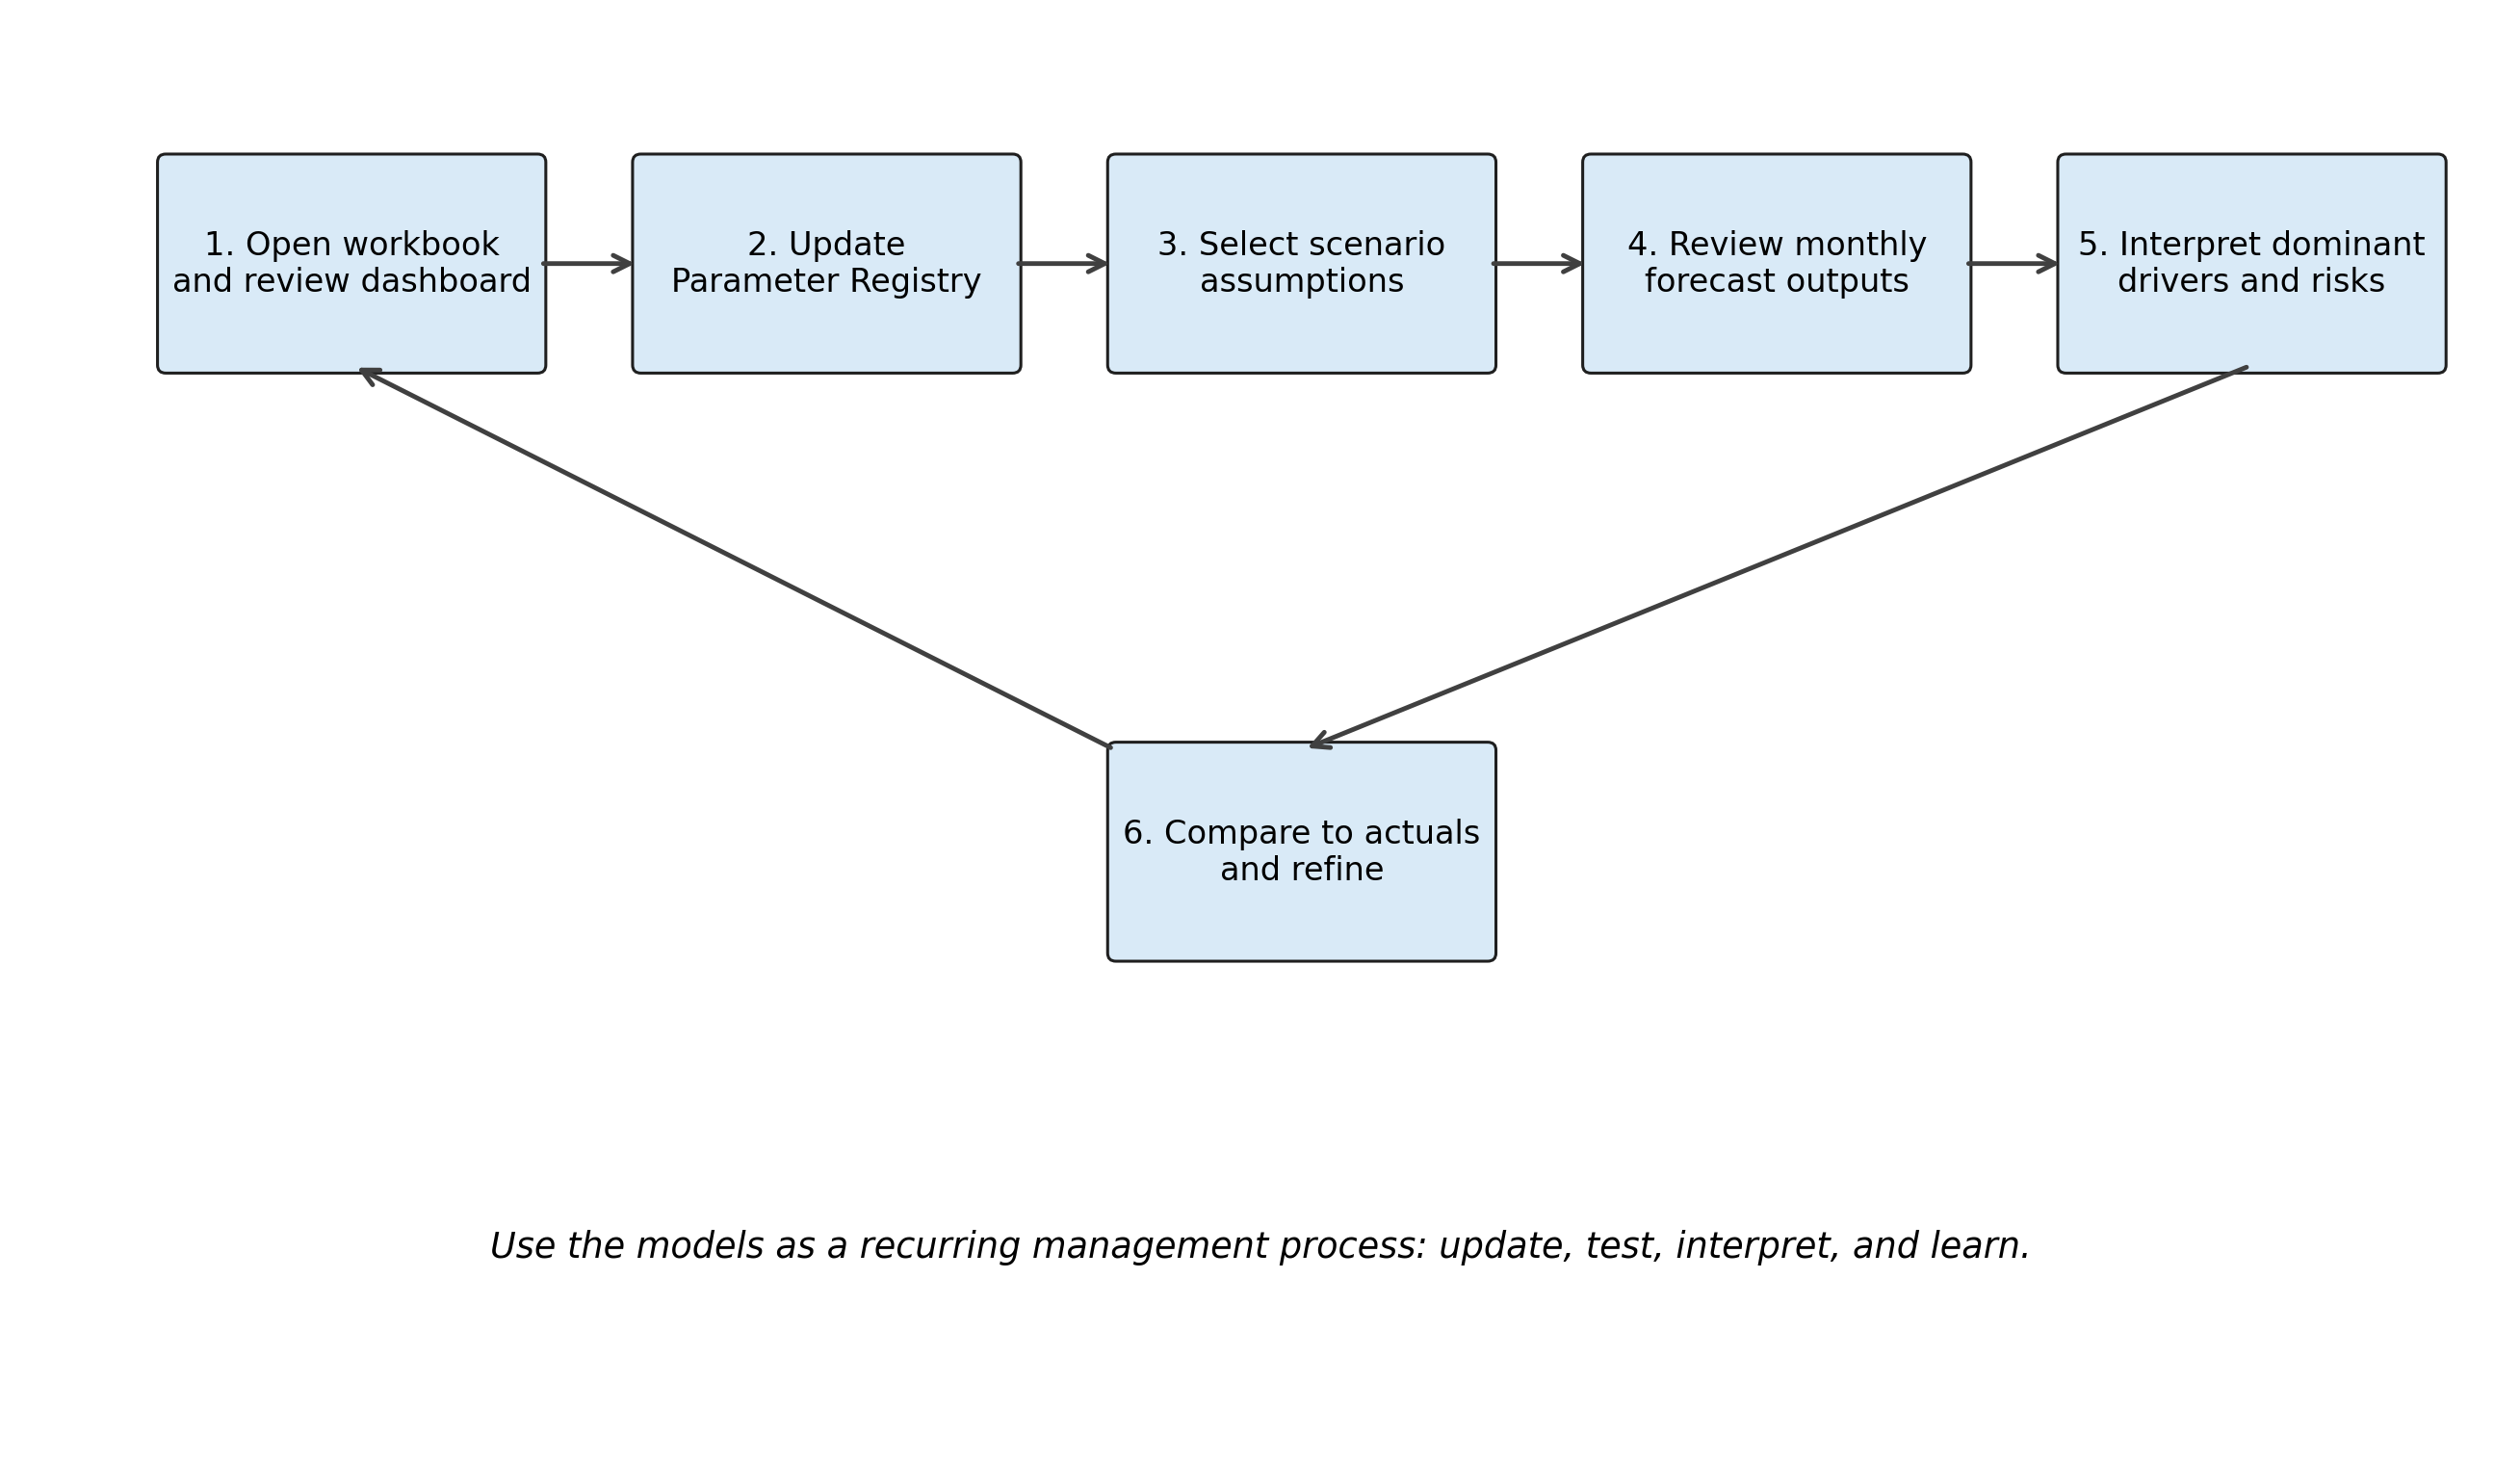 1. Open workbook
and review dashboard
2. Update
Parameter Registry
3. Select scenario
assumptions
4. Review monthly
forecast outputs
5. Interpret dominant
drivers and risks
6. Compare to actuals
and refine
Use the models as a recurring management process: update, test, interpret, and learn.